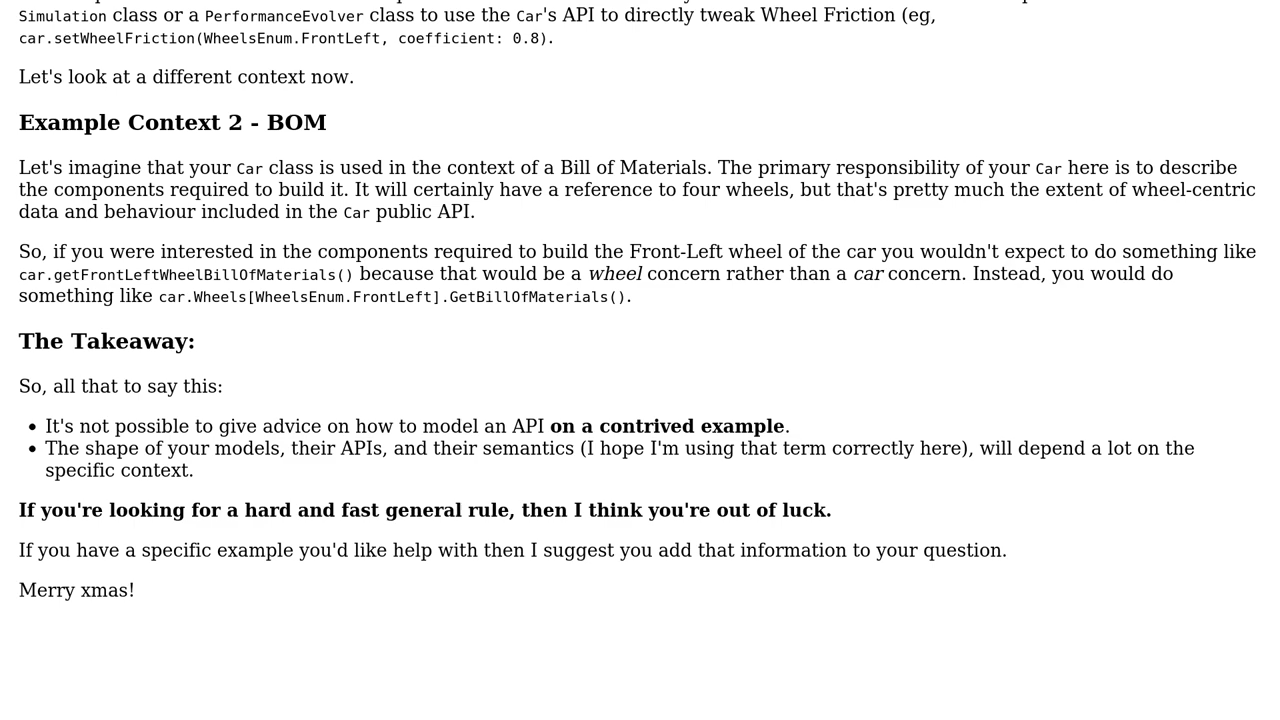 Simulation class or a PerformanceEvolver class to use the Car's API to directly tweak Wheel Friction (eg,
car.setWheelFriction(WheelsEnum.FrontLeft, coefficient: 0.8).
Let's look at a different context now.
Example Context 2 - BOM
Let's imagine that your Car class is used in the context of a Bill of Materials. The primary responsibility of your Car here is to describe
the components required to build it. It will certainly have a reference to four wheels, but that's pretty much the extent of wheel-centric
data and behaviour included in the Car public API.
So, if you were interested in the components required to build the Front-Left wheel of the car you wouldn't expect to do something like
car.getFrontLeftWheelBillOfMaterials() because that would be a wheel concern rather than a car concern. Instead, you would do
something like car.Wheels[WheelsEnum.FrontLeft].GetBillOfMaterials().
The Takeaway:
So, all that to say this:
• It's not possible to give advice on how to model an API on a contrived example.
• The shape of your models, their APIs, and their semantics (I hope I'm using that term correctly here), will depend a lot on the
specific context.
If you're looking for a hard and fast general rule, then I think you're out of luck.
If you have a specific example you'd like help with then I suggest you add that information to your question.
Merry xmas!